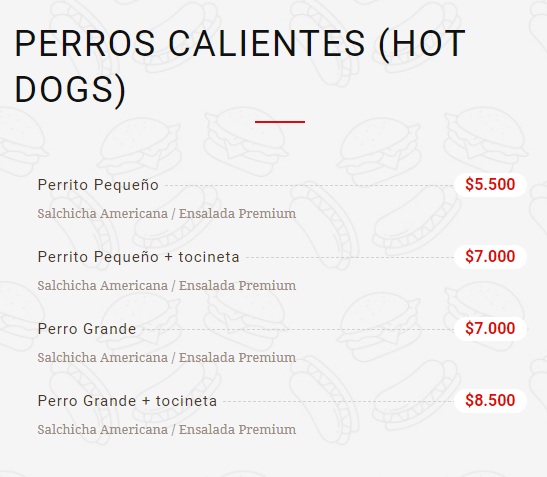 PERROS CALIENTES (HOT
DOGS)
Perrito Pequeño $5.500
Salchicha Americana / Ensalada Premium
Perrito Pequeño + tocineta $7.000
Salchicha Americana / Ensalada Premium
Perro Grande $7.000
Salchicha Americana / Ensalada Premium
Perro Grande + tocineta $8.500
Salchicha Americana / Ensalada Premium